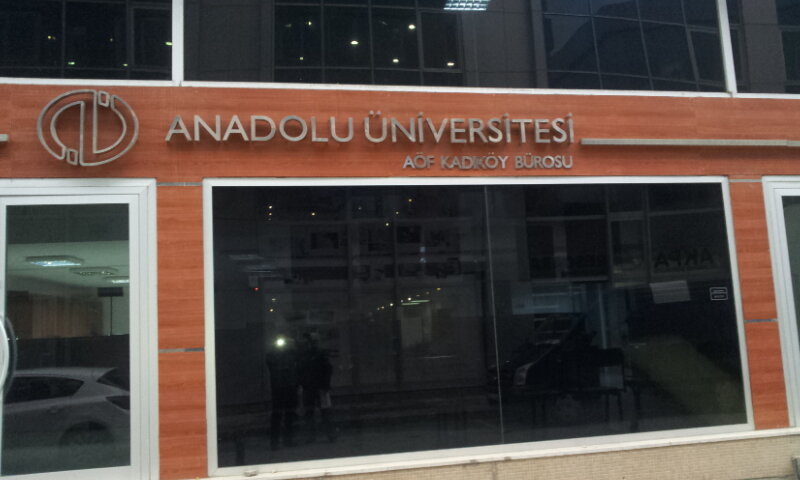 ANADOLU ÜNİVERSİTESİ
AÖF KADIKÖY BÜROSU